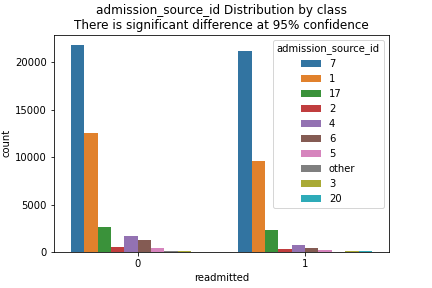 admission_source_id Distribution by class
There is significant difference at 95% confidence
admission_source_id
7
1
17
2
4
6
5
other
3
20
20000
15000
10000
5000
0
count
0
1
readmitted